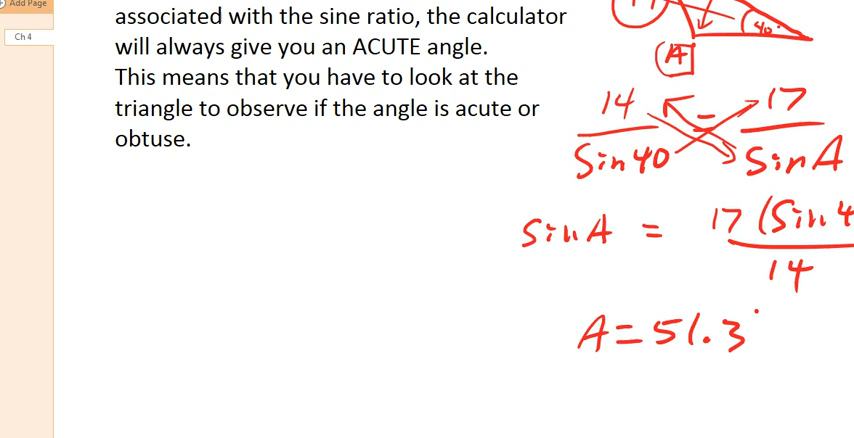 Add Page
Ch 4
associated with the sine ratio, the calculator
will always give you an ACUTE angle.
This means that you have to look at the
triangle to observe if the angle is acute or
obtuse.
40°
A
14 = 17
Sin 40 Sin A
Sin A = 17 (Sin 4
14
A = 51.3°